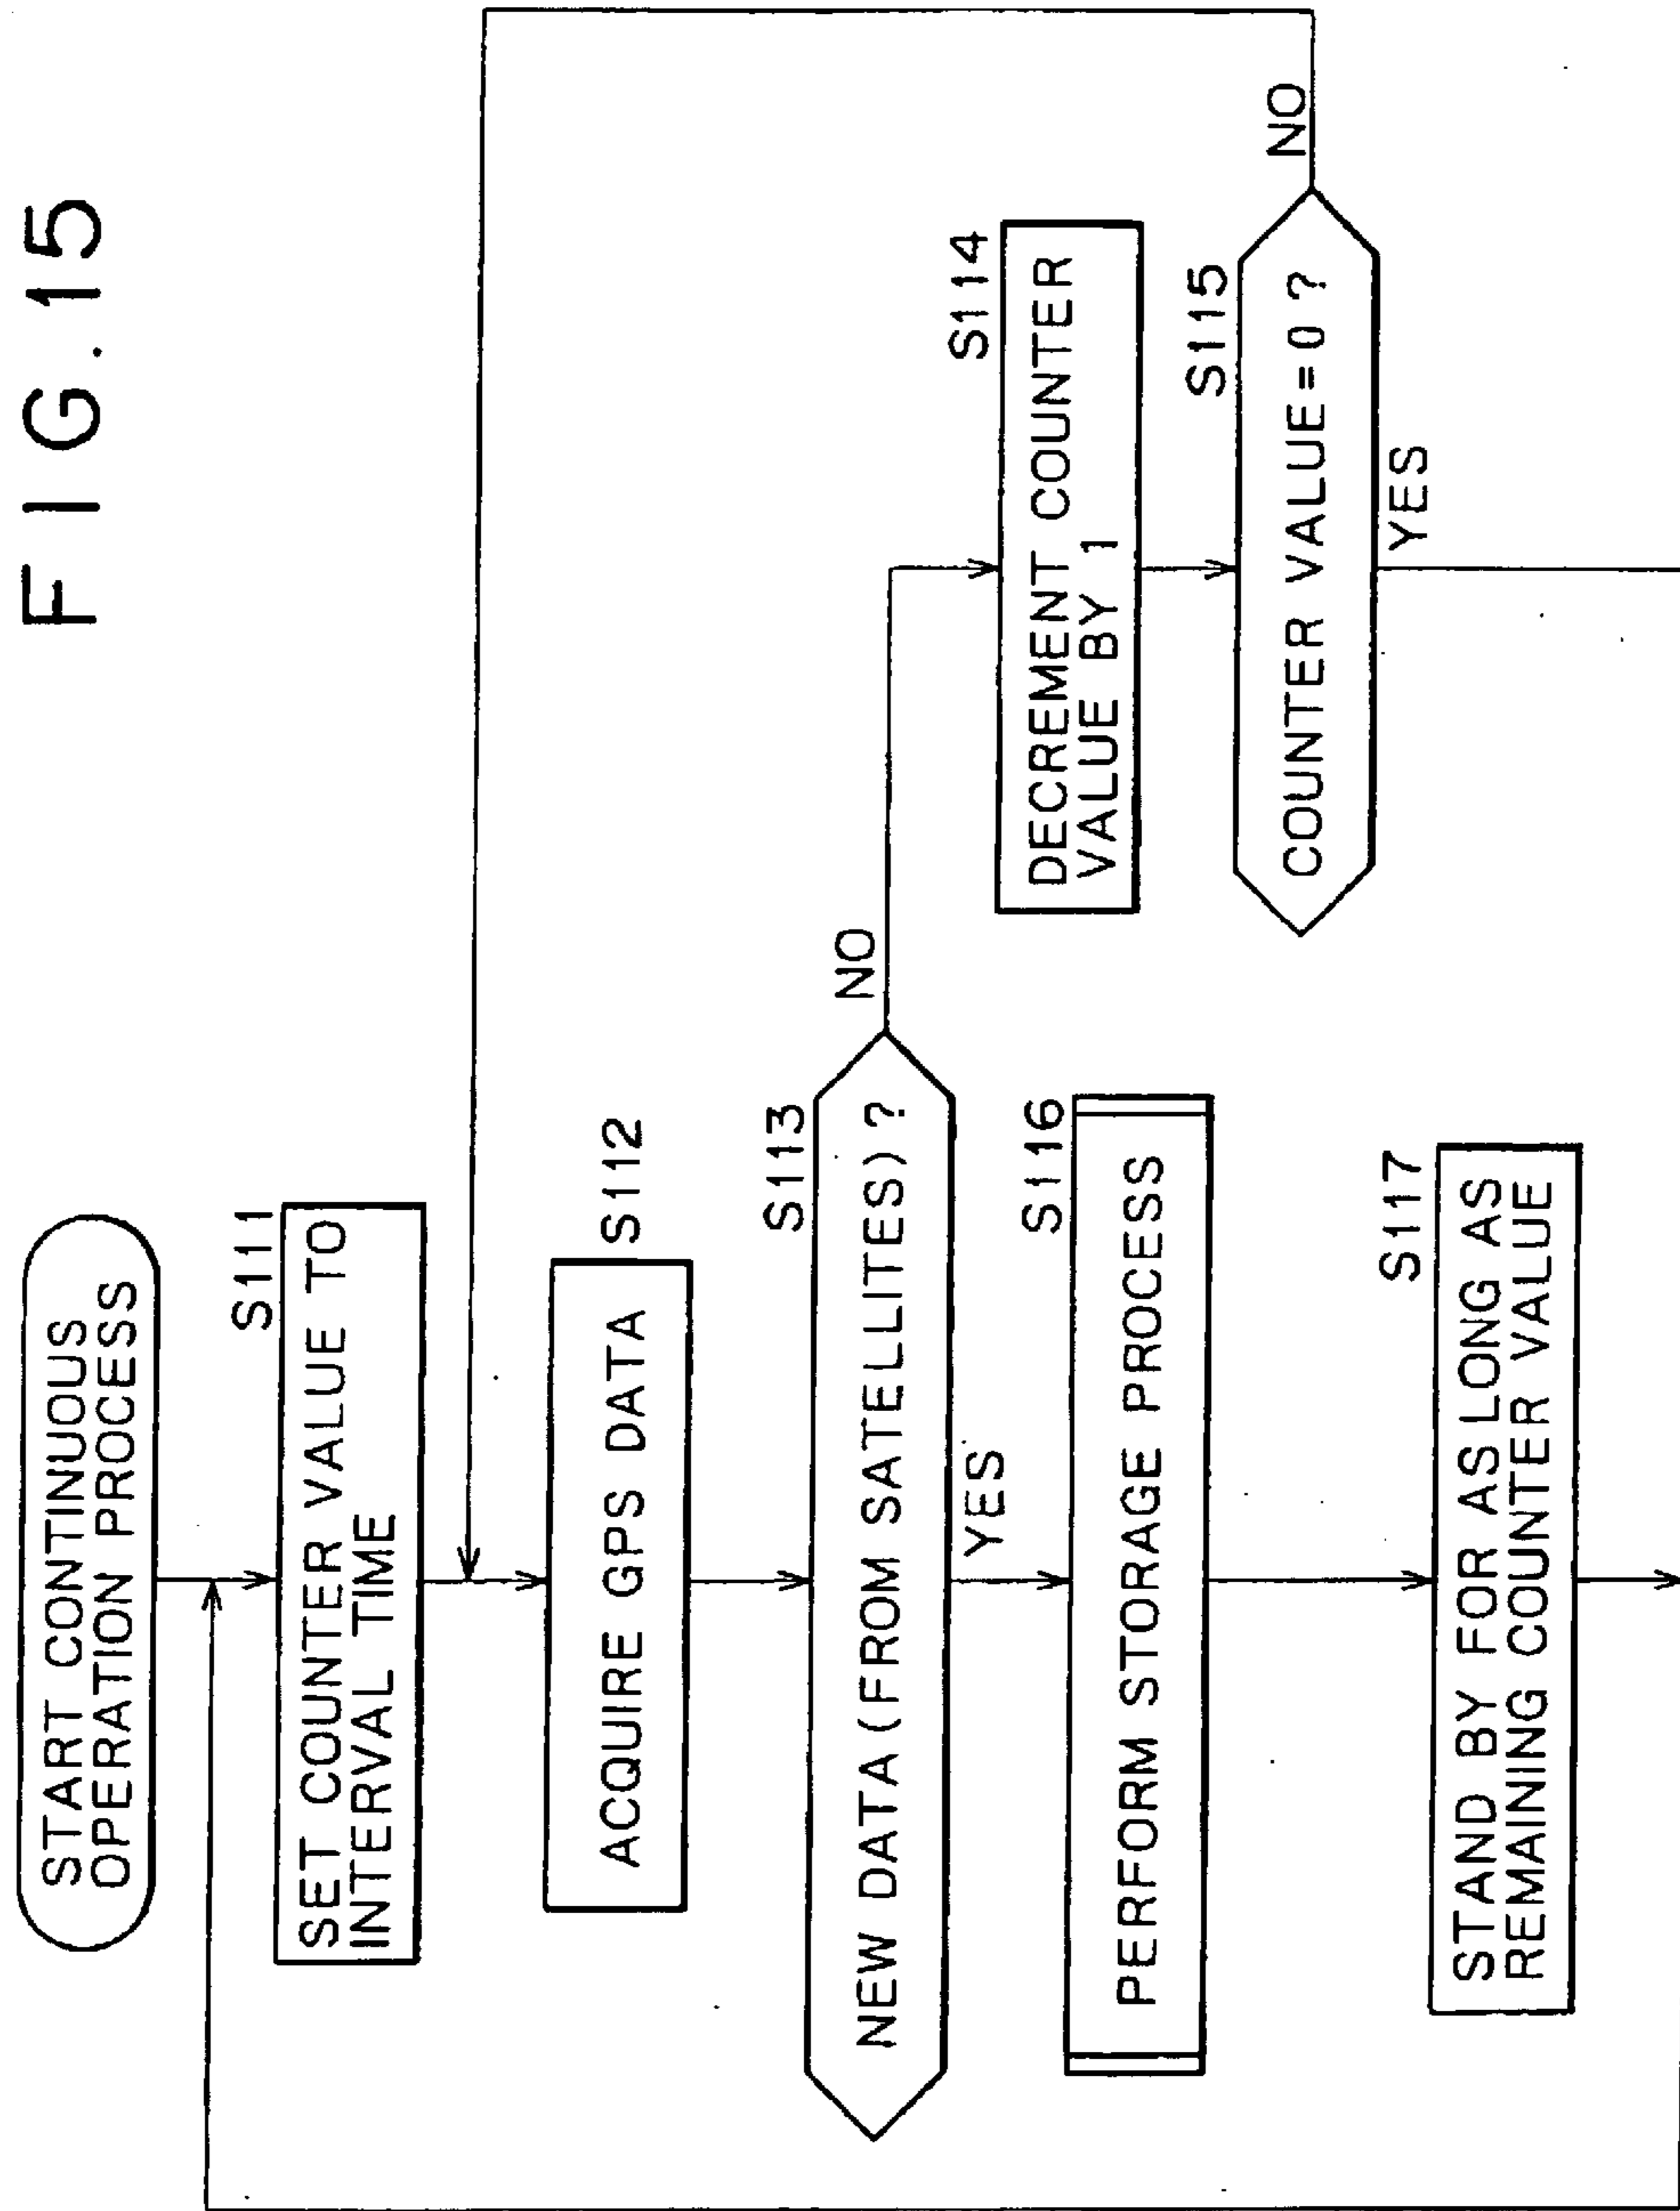 FIG.15
START CONTINUOUS
OPERATION PROCESS
S111
SET COUNTER VALUE TO
INTERVAL TIME
S112
ACQUIRE GPS DATA
S113
NEW DATA (FROM SATELLITES) ?
NO
YES
S114
DECREMENT COUNTER
VALUE BY 1
S115
COUNTER VALUE=0 ?
NO
YES
S116
PERFORM STORAGE PROCESS
S117
STAND BY FOR AS LONG AS
REMAINING COUNTER VALUE